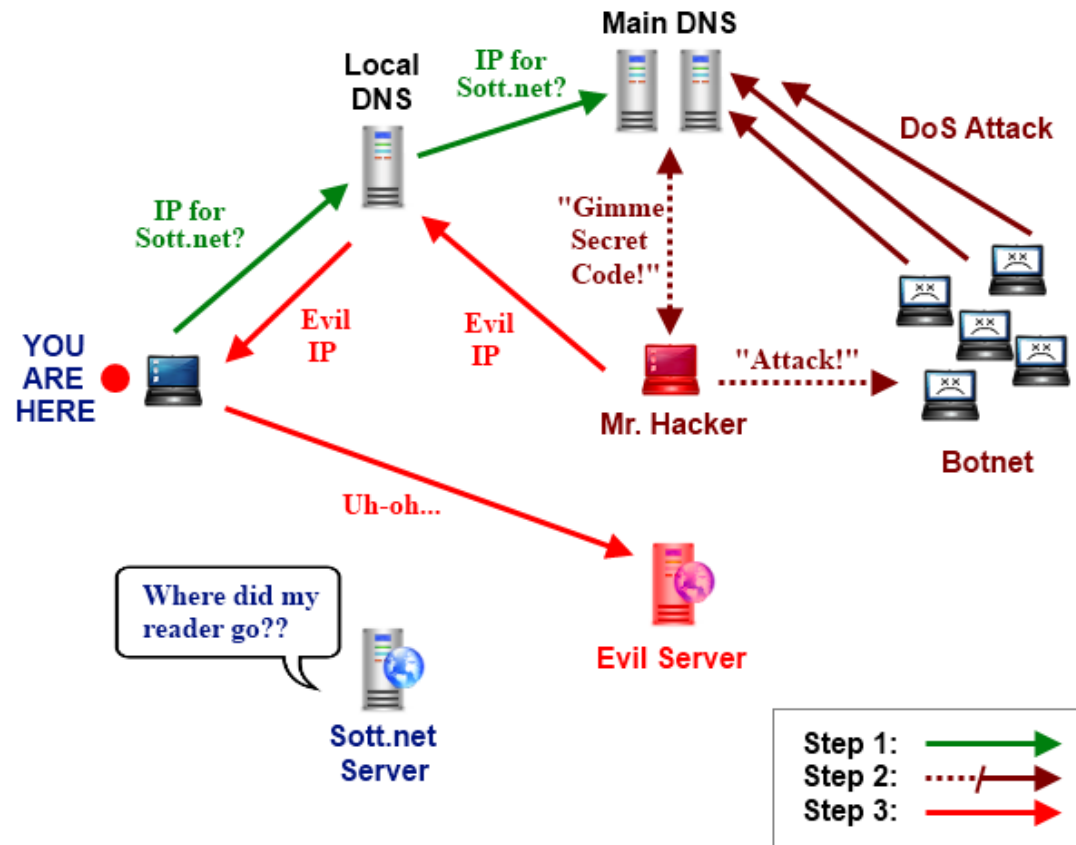 Main DNS
IP for
Sott.net?
Local
DNS
DoS Attack
IP for
Sott.net?
"Gimme
Secret
Code!"
Evil
IP
Evil
IP
YOU
ARE
HERE
"Attack!"
Mr. Hacker
Botnet
Uh-oh...
Where did my
reader go??
Evil Server
Sott.net
Server
Step 1:
Step 2:
Step 3: